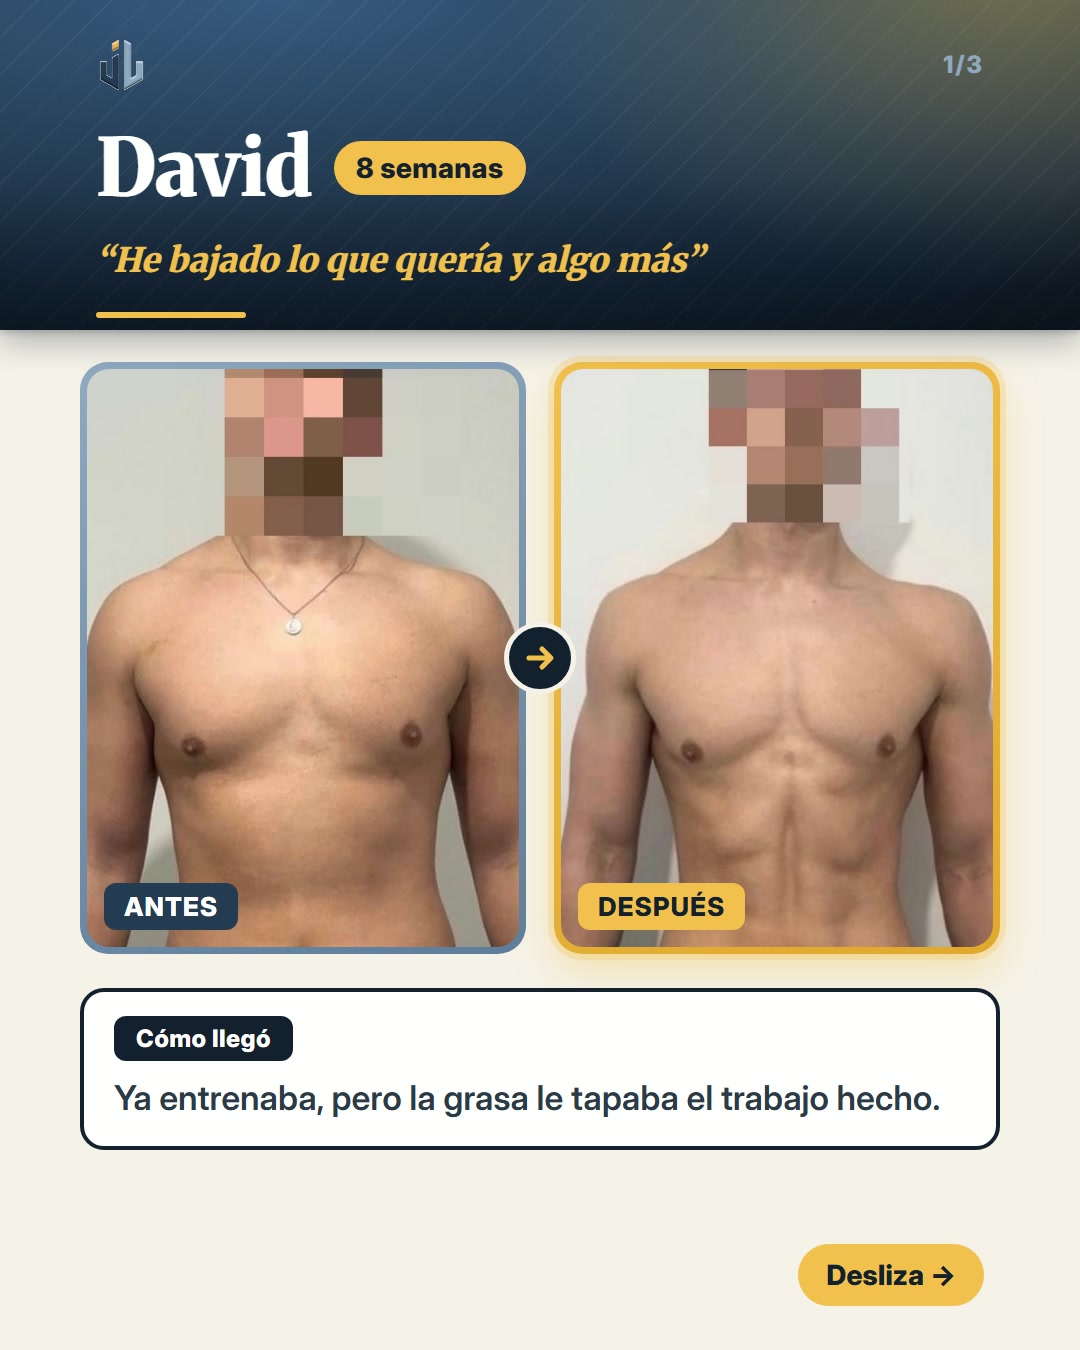 1/3
David
8 semanas
“He bajado lo que quería y algo más”
ANTES
DESPUÉS
Cómo llegó
Ya entrenaba, pero la grasa le tapaba el trabajo hecho.
Desliza →